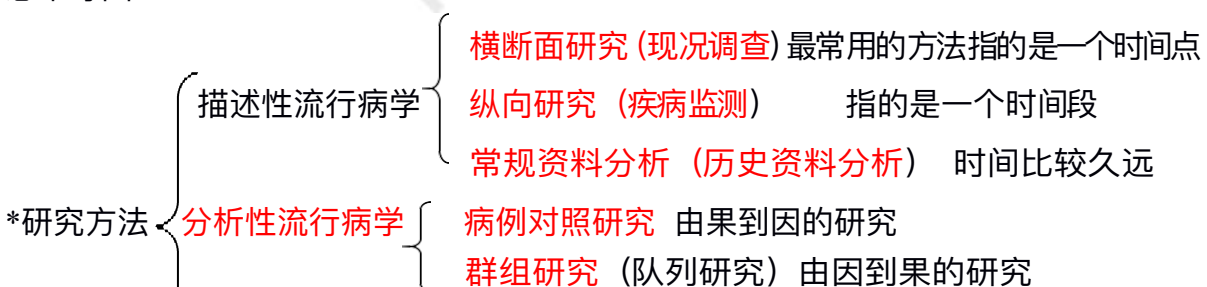 横断面研究（现况调查）最常用的方法指的是一个时间点
描述性流行病学
纵向研究（疾病监测） 指的是一个时间段
常规资料分析（历史资料分析） 时间比较久远
*研究方法
分析性流行病学
病例对照研究 由果到因的研究
群组研究（队列研究）由因到果的研究